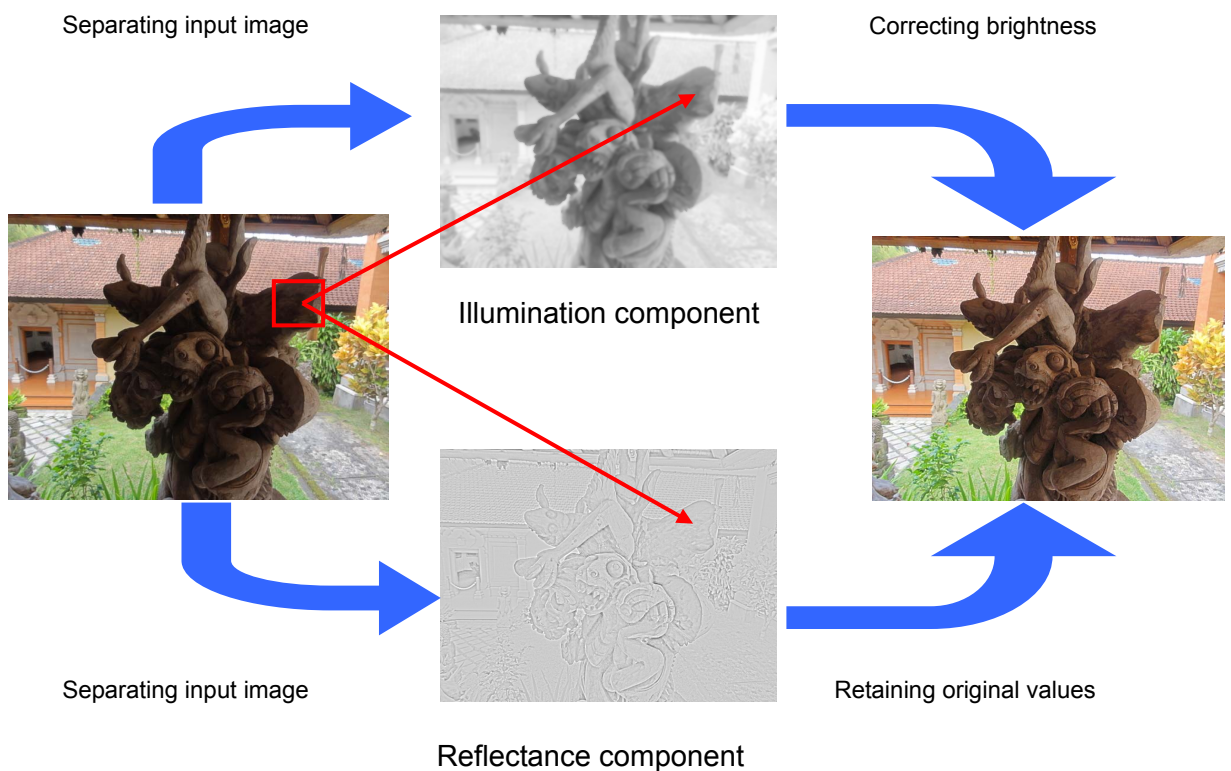 Separating input image
Correcting brightness
Illumination component
Separating input image
Retaining original values
Reflectance component